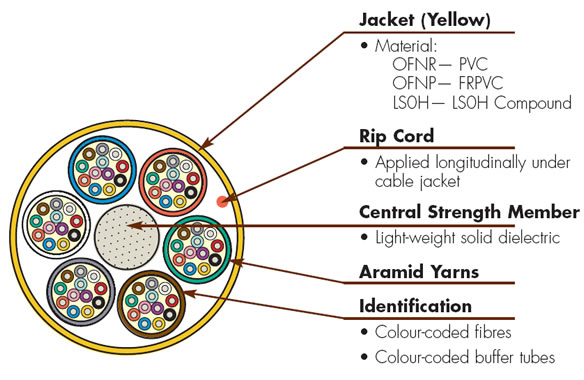 Jacket (Yellow)
• Material:
OFNR— PVC
OFNP— FRPVC
LS0H— LS0H Compound
Rip Cord
• Applied longitudinally under
cable jacket
Central Strength Member
• Light-weight solid dielectric
Aramid Yarns
Identification
• Colour-coded fibres
• Colour-coded buffer tubes